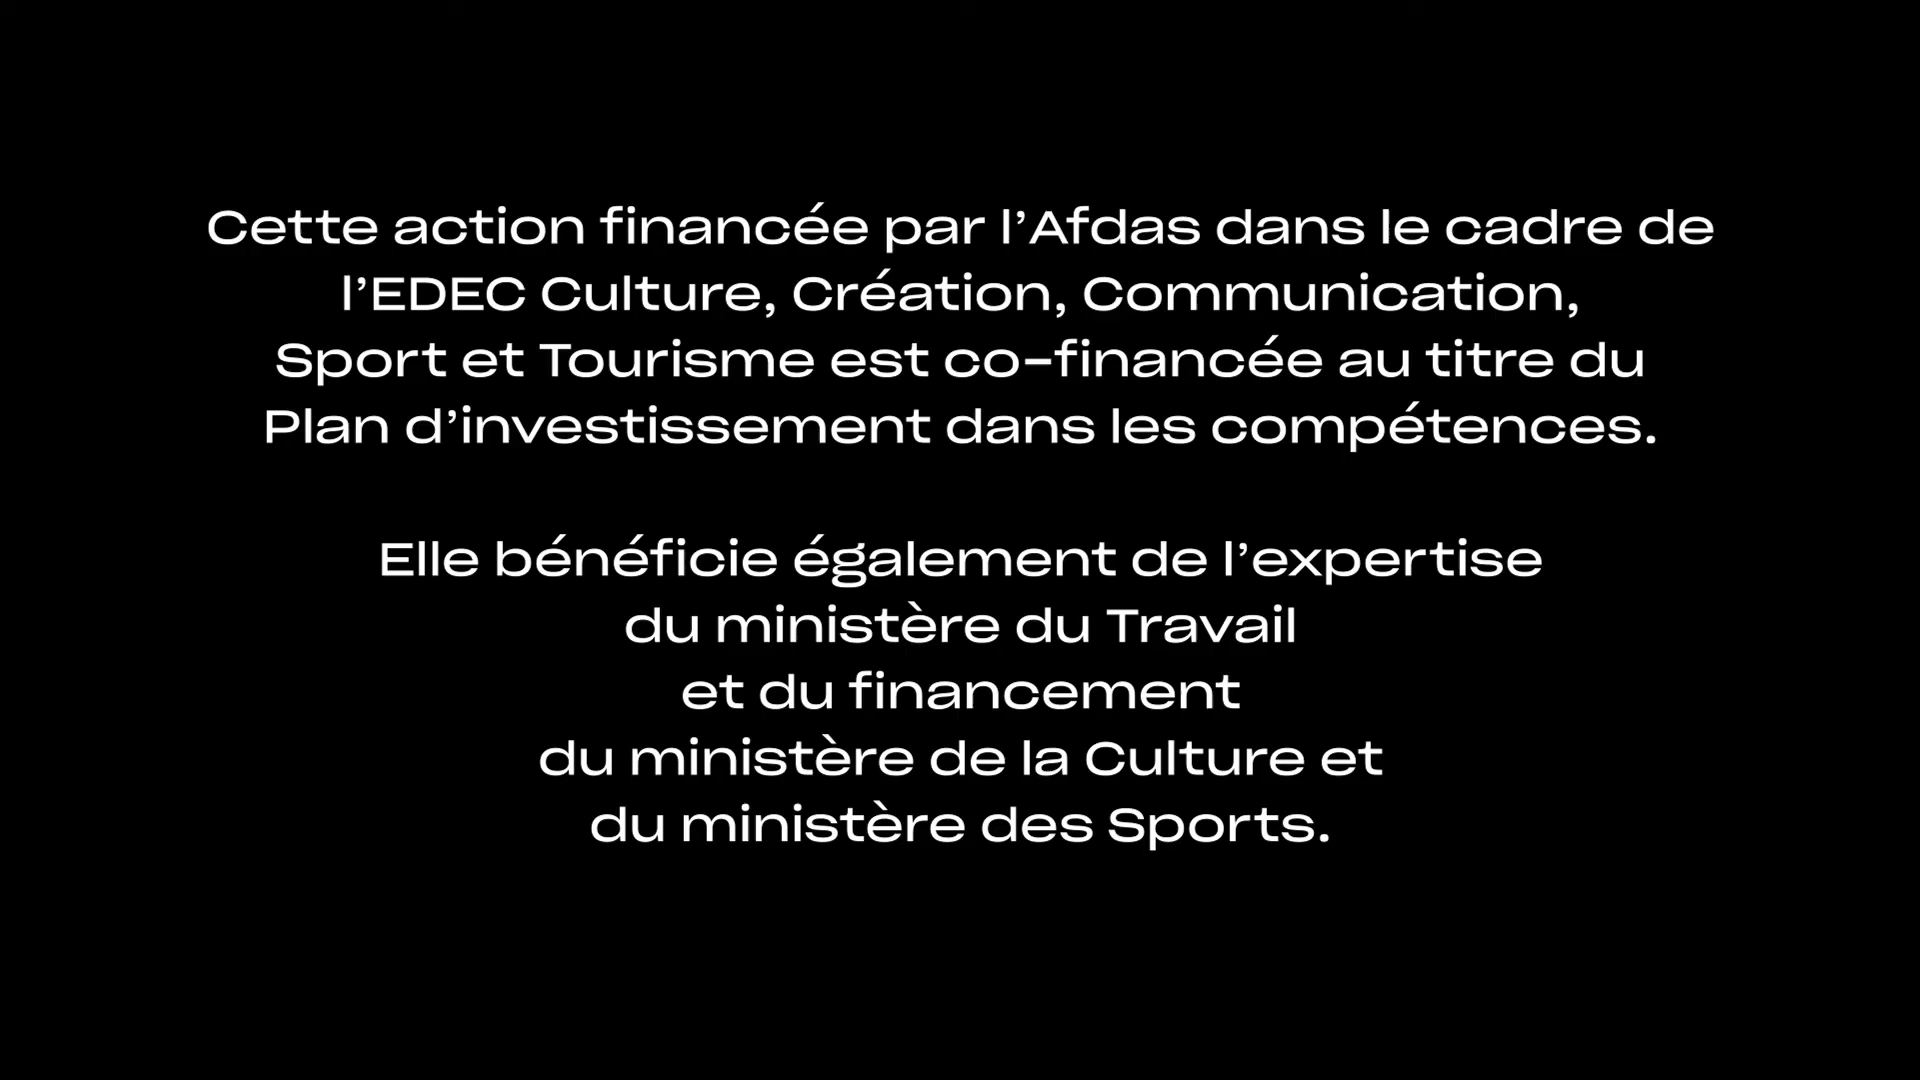 Cette action financée par l’Afdas dans le cadre de
l’EDEC Culture, Création, Communication,
Sport et Tourisme est co-financée au titre du
Plan d’investissement dans les compétences.
Elle bénéficie également de l’expertise
du ministère du Travail
et du financement
du ministère de la Culture et
du ministère des Sports.